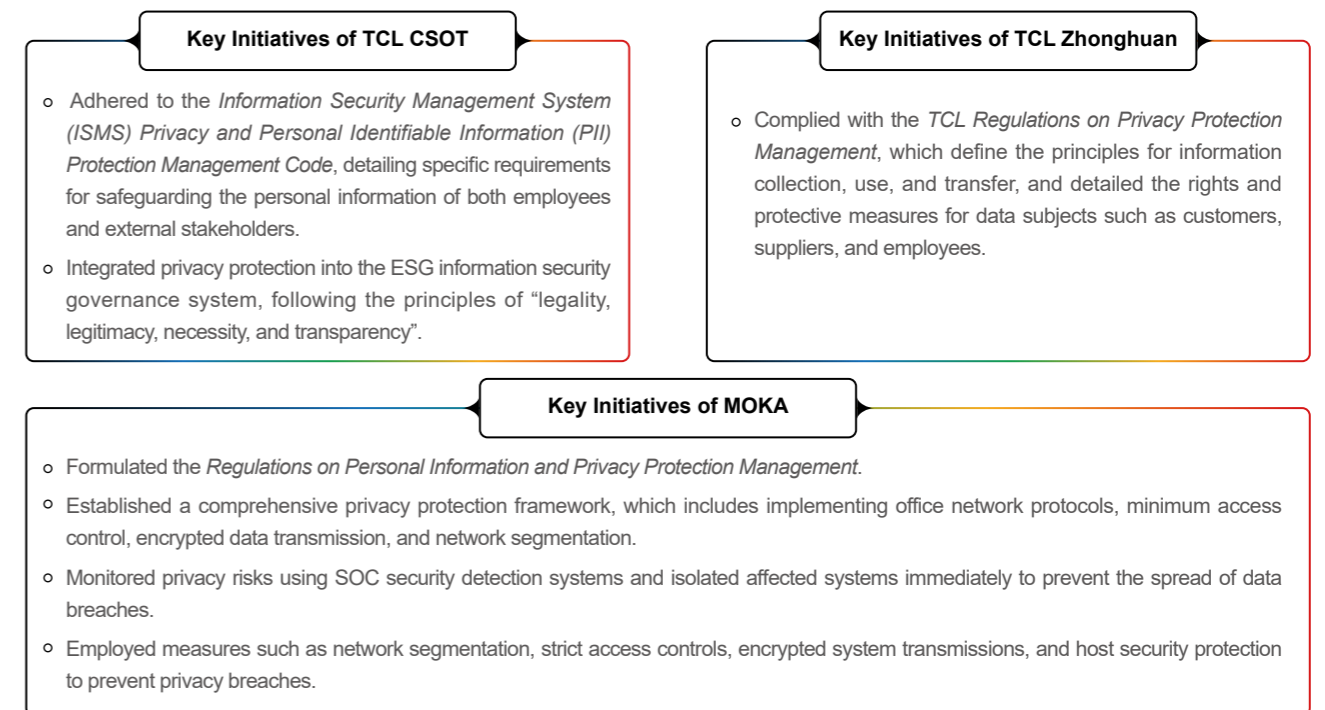 Key Initiatives of TCL CSOT
Adhered to the Information Security Management System
(ISMS) Privacy and Personal Identifiable Information (PII)
Protection Management Code, detailing specific requirements
for safeguarding the personal information of both employees
and external stakeholders.
Integrated privacy protection into the ESG information security
governance system, following the principles of “legality,
legitimacy, necessity, and transparency”.
Key Initiatives of TCL Zhonghuan
Complied with the TCL Regulations on Privacy Protection
Management, which define the principles for information
collection, use, and transfer, and detailed the rights and
protective measures for data subjects such as customers,
suppliers, and employees.
Key Initiatives of MOKA
Formulated the Regulations on Personal Information and Privacy Protection Management.
Established a comprehensive privacy protection framework, which includes implementing office network protocols, minimum access
control, encrypted data transmission, and network segmentation.
Monitored privacy risks using SOC security detection systems and isolated affected systems immediately to prevent the spread of data
breaches.
Employed measures such as network segmentation, strict access controls, encrypted system transmissions, and host security protection
to prevent privacy breaches.